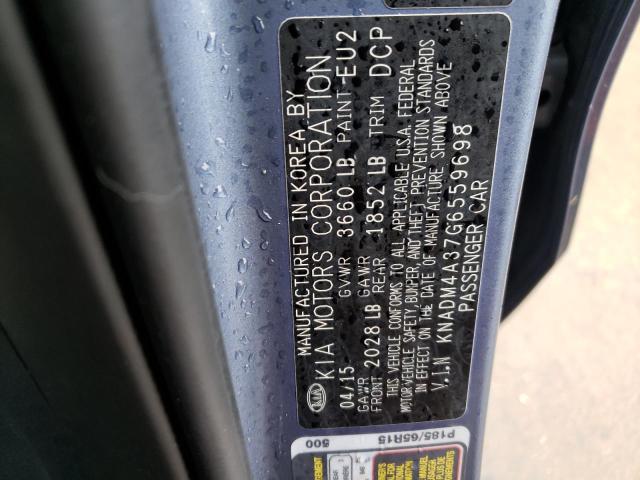 MANUFACTURED IN KOREA BY
KIA MOTORS CORPORATION
04/15 GVWR 3660 LB PAINT EU2
GAWR FRONT 2028 LB GAWR REAR 1852 LB TRIM DCP
THIS VEHICLE CONFORMS TO ALL APPLICABLE U.S.A. FEDERAL
MOTOR VEHICLE SAFETY, BUMPER, AND THEFT PREVENTION STANDARDS
IN EFFECT ON THE DATE OF MANUFACTURE SHOWN ABOVE
V.I.N KNADM4A37G6559698
PASSENGER CAR
KIA
P185/65R15
500